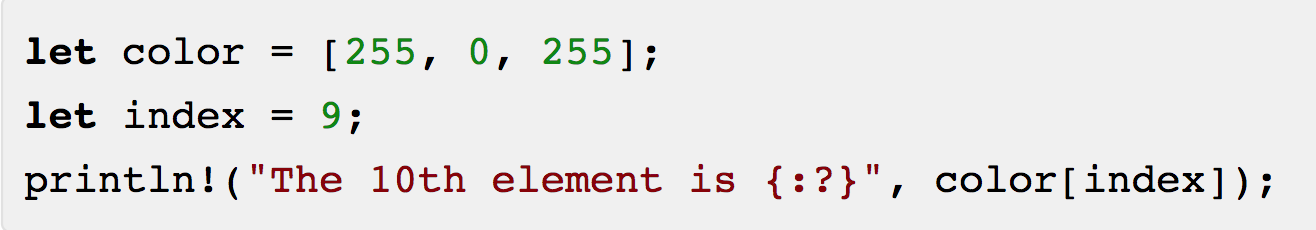 let color = [255, 0, 255];
let index = 9;
println!("The 10th element is {:?}", color[index]);